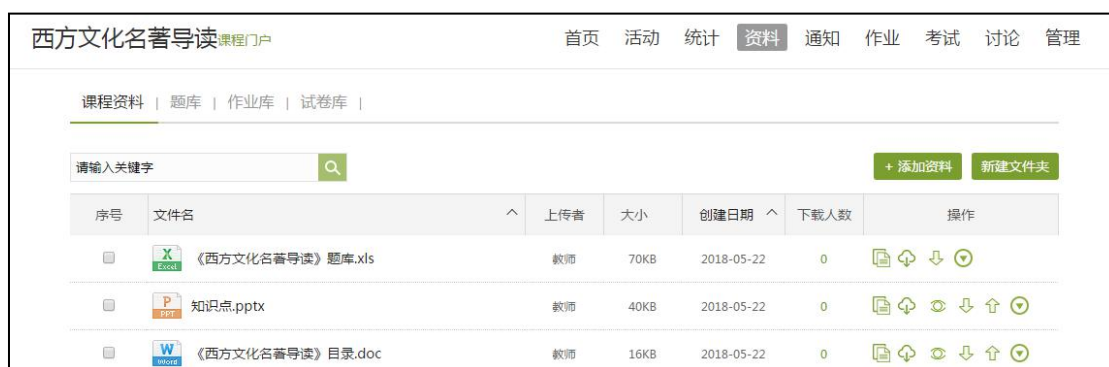 西方文化名著导读课程门户 首页 活动 统计 资料 通知 作业 考试 讨论 管理
课程资料 | 题库 | 作业库 | 试卷库 |
请输入关键字 + 添加资料 新建文件夹
序号 文件名 上传者 大小 创建日期 下载人数 操作
Excel 《西方文化名著导读》题库.xls 教师 70KB 2018-05-22 0
PPT 知识点.pptx 教师 40KB 2018-05-22 0
Word 《西方文化名著导读》目录.doc 教师 16KB 2018-05-22 0